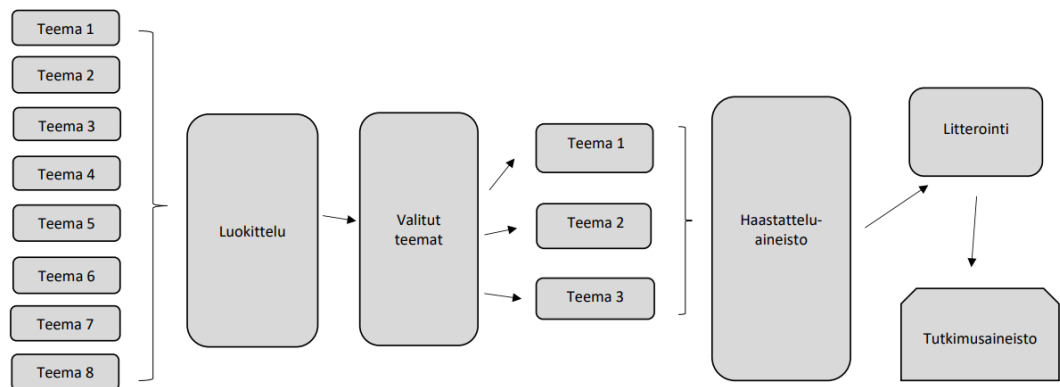 Teema 1
Teema 2
Teema 3
Teema 4
Teema 5
Teema 6
Teema 7
Teema 8
Luokittelu
Valitut
teemat
Teema 1
Teema 2
Teema 3
Haastattelu-
aineisto
Litterointi
Tutkimusaineisto